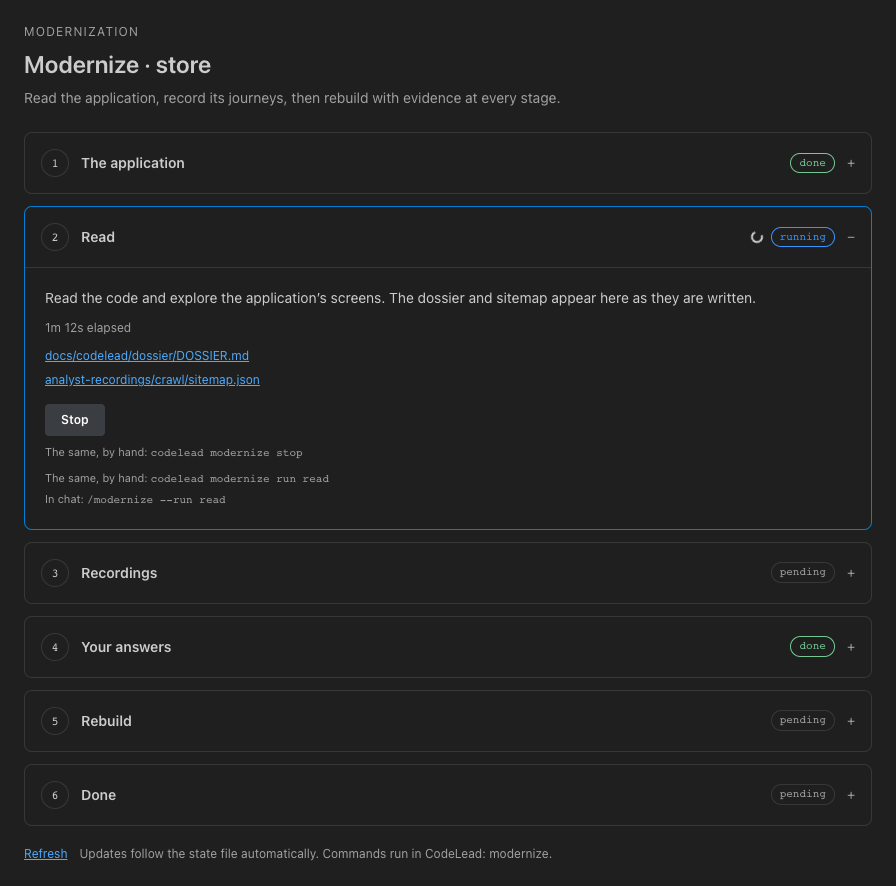 MODERNIZATION
Modernize · store
Read the application, record its journeys, then rebuild with evidence at every stage.
1 The application done +
2 Read running −
Read the code and explore the application’s screens. The dossier and sitemap appear here as they are written.
1m 12s elapsed
docs/codelead/dossier/DOSSIER.md
analyst-recordings/crawl/sitemap.json
Stop
The same, by hand: codelead modernize stop
The same, by hand: codelead modernize run read
In chat: /modernize --run read
3 Recordings pending +
4 Your answers done +
5 Rebuild pending +
6 Done pending +
Refresh Updates follow the state file automatically. Commands run in CodeLead: modernize.